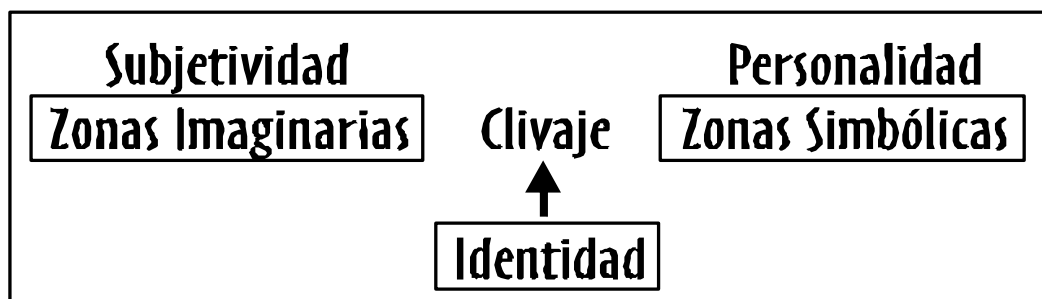 Subjetividad Personalidad
Zonas Imaginarias Clivaje Zonas Simbólicas
Identidad